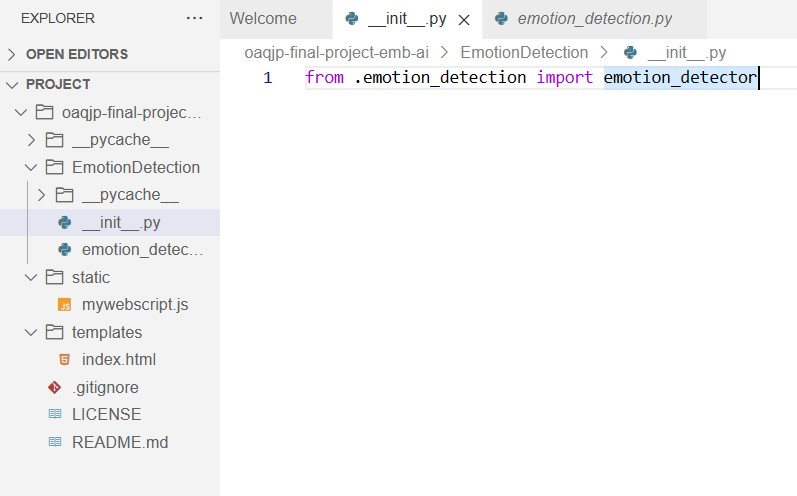 EXPLORER ...
OPEN EDITORS
PROJECT
oaqjp-final-projec...
__pycache__
EmotionDetection
__pycache__
__init__.py
emotion_detec...
static
mywebscript.js
templates
index.html
.gitignore
LICENSE
README.md
Welcome __init__.py emotion_detection.py
oaqjp-final-project-emb-ai > EmotionDetection > __init__.py
1 from .emotion_detection import emotion_detector